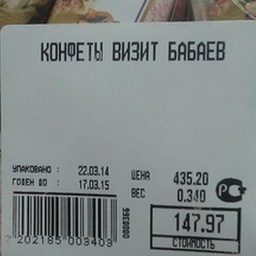 КОНФЕТЫ ВИЗИТ БАБАЕВ
УПАКОВАНО : 22.03.14
ГОДЕН ДО : 17.03.15
ЦЕНА 435.20
ВЕС 0.340
0000366
147.97
СТОИМОСТЬ
2 202185 003403